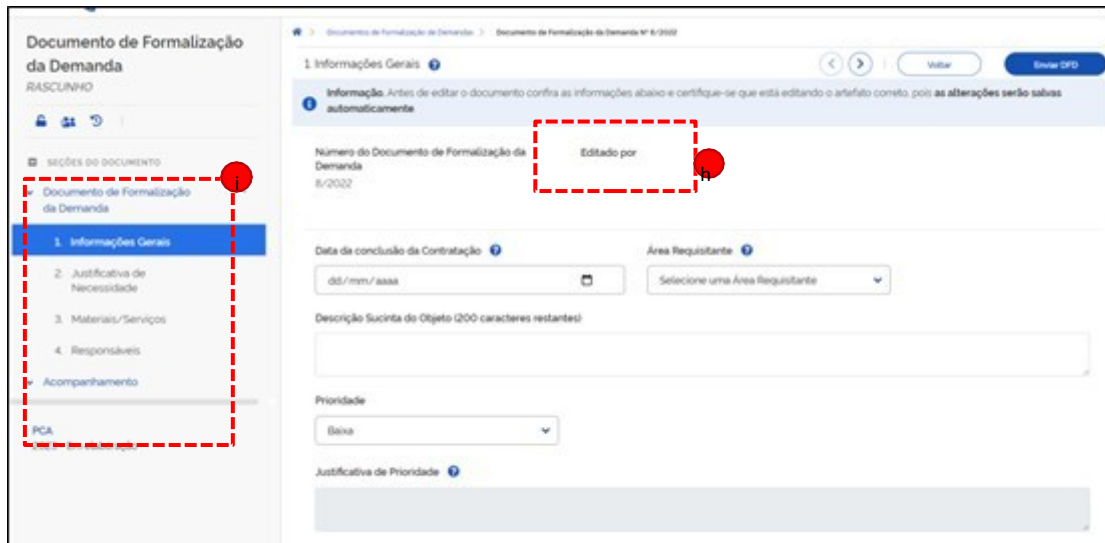 Documentos de Formalização de Demandas > Documento de Formalização da Demanda Nº 6/2022
Documento de Formalização
da Demanda
RASCUNHO
SEÇÕES DO DOCUMENTO
Documento de Formalização
da Demanda
1. Informações Gerais
2. Justificativa de
Necessidade
3. Materiais/Serviços
4. Responsáveis
Acompanhamento
PCA
i
1. Informações Gerais
Voltar
Enviar DFD
Informação. Antes de editar o documento confira as informações abaixo e certifique-se que está editando o artefato correto, pois as alterações serão salvas
automaticamente.
Número do Documento de Formalização da
Demanda
8/2022
Editado por
h
Data da conclusão da Contratação
dd/mm/aaaa
Área Requisitante
Selecione uma Área Requisitante
Descrição Sucinta do Objeto (200 caracteres restantes)
Prioridade
Baixa
Justificativa de Prioridade